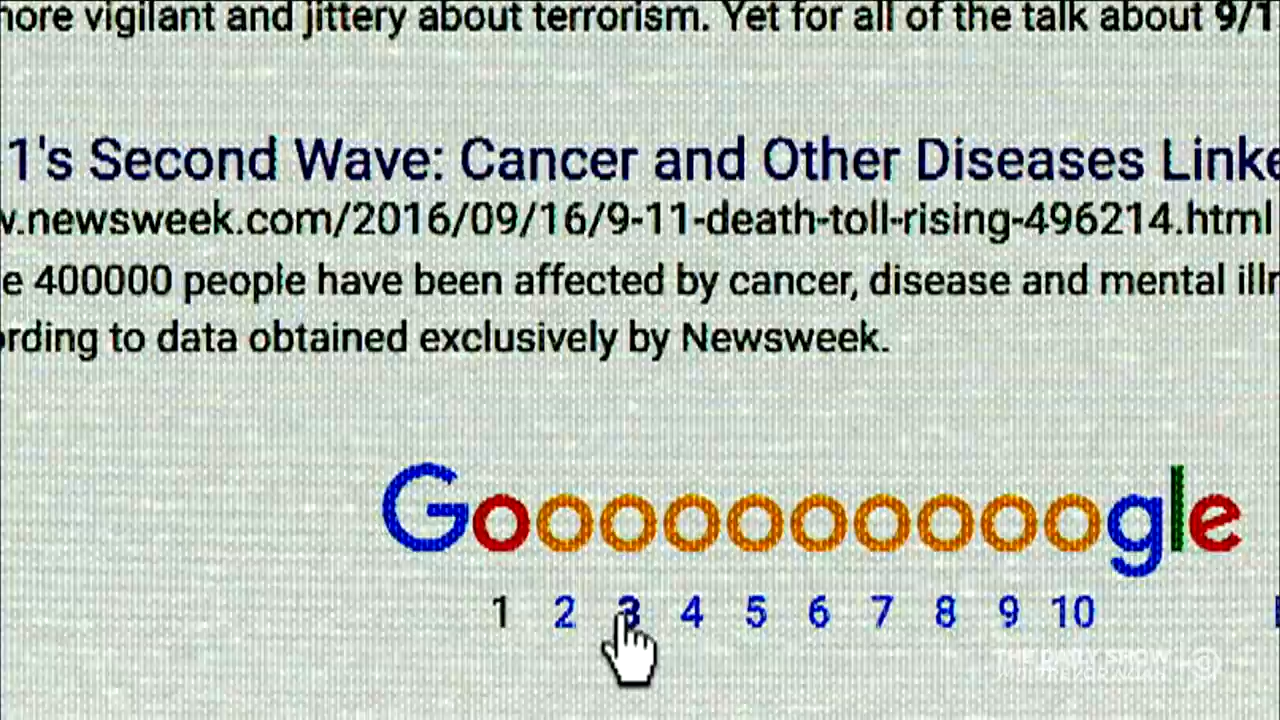 nore vigilant and jittery about terrorism. Yet for all of the talk about 9/1
1's Second Wave: Cancer and Other Diseases Linke
v.newsweek.com/2016/09/16/9-11-death-toll-rising-496214.html
e 400000 people have been affected by cancer, disease and mental illn
ording to data obtained exclusively by Newsweek.
Goooooooooogle
1 2 3 4 5 6 7 8 9 10
THE DAILY SHOW